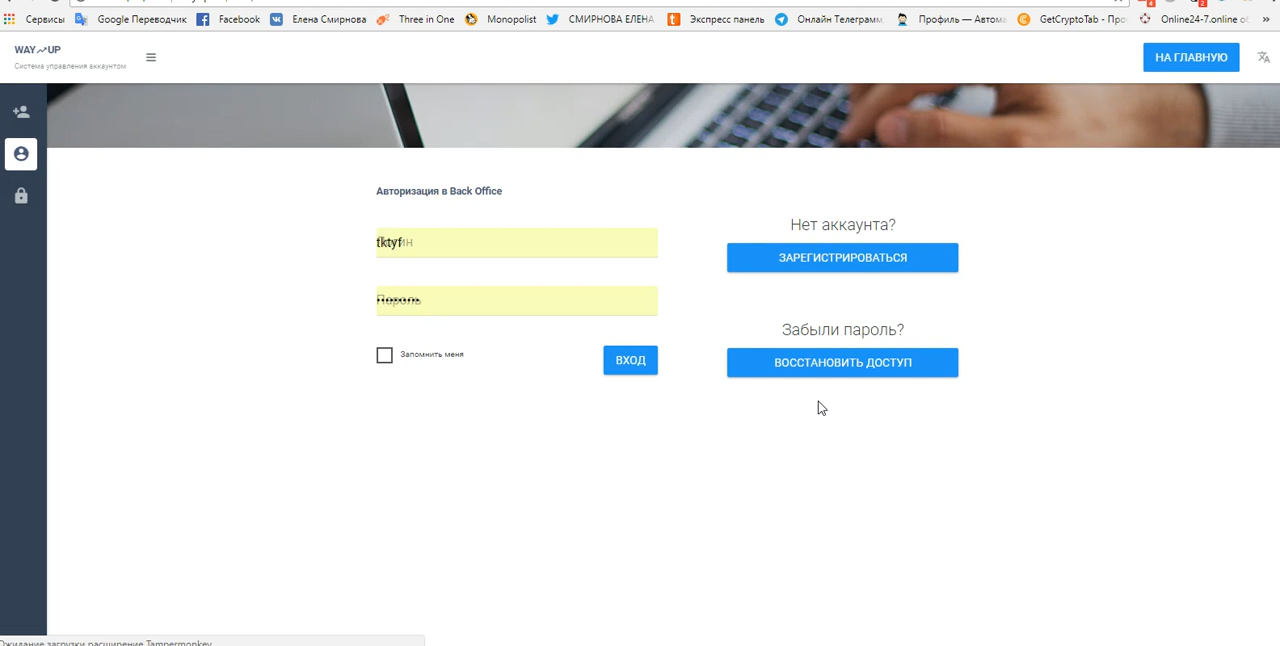 Сервисы Google Переводчик Facebook Елена Смирнова Three in One Monopolist СМИРНОВА ЕЛЕНА Экспресс панель Онлайн Телеграмм Профиль — Автома GetCryptoTab - Про Online24-7.online о »
WAY UP
Система управления аккаунтом
НА ГЛАВНУЮ
Авторизация в Back Office
Нет аккаунта?
tktyf
ЗАРЕГИСТРИРОВАТЬСЯ
Пароль
Забыли пароль?
Запомнить меня
ВХОД
ВОССТАНОВИТЬ ДОСТУП
Ожидание загрузки расширение Tampermonkey